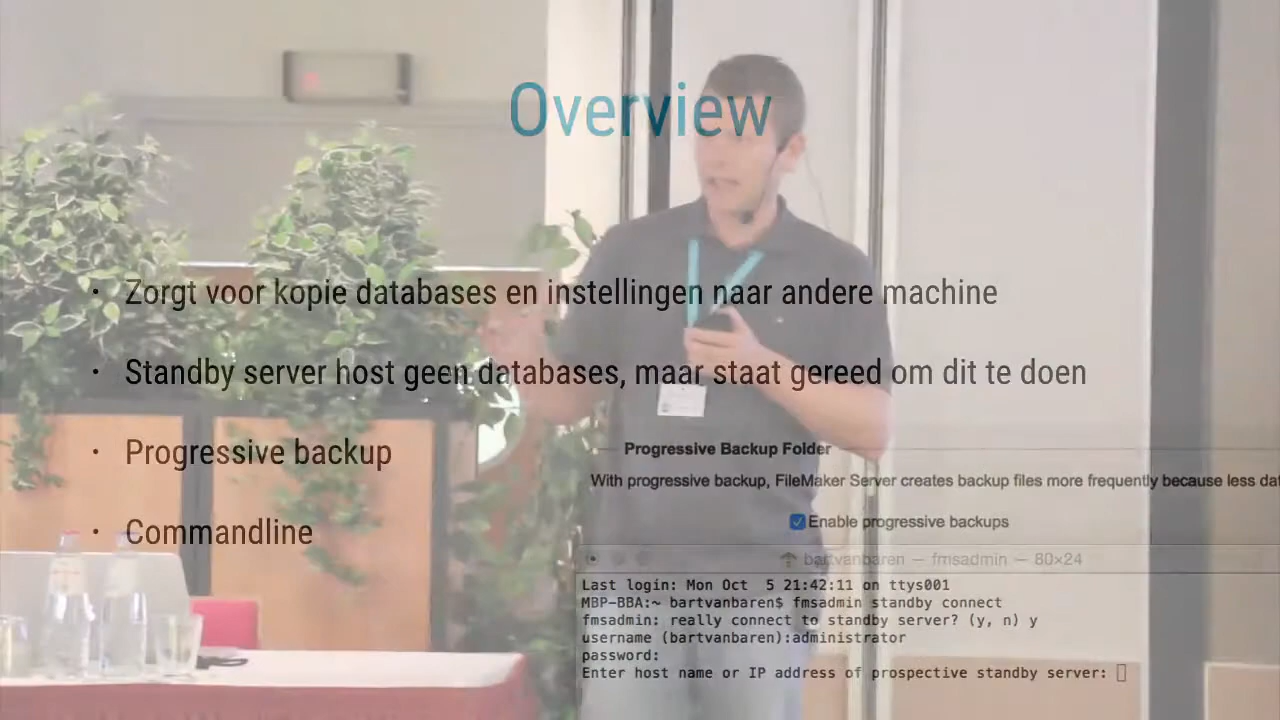 Overview
• Zorgt voor kopie databases en instellingen naar andere machine
• Standby server host geen databases, maar staat gereed om dit te doen
• Progressive backup
Progressive Backup Folder
With progressive backup, FileMaker Server creates backup files more frequently because less
Enable progressive backups
• Commandline
bartvanbaren — fmsadmin — 80×24
Last login: Mon Oct  5 21:42:11 on ttys001
MBP-BBA:~ bartvanbaren$ fmsadmin standby connect
fmsadmin: really connect to standby server? (y, n) y
username (bartvanbaren):administrator
password:
Enter host name or IP address of prospective standby server: